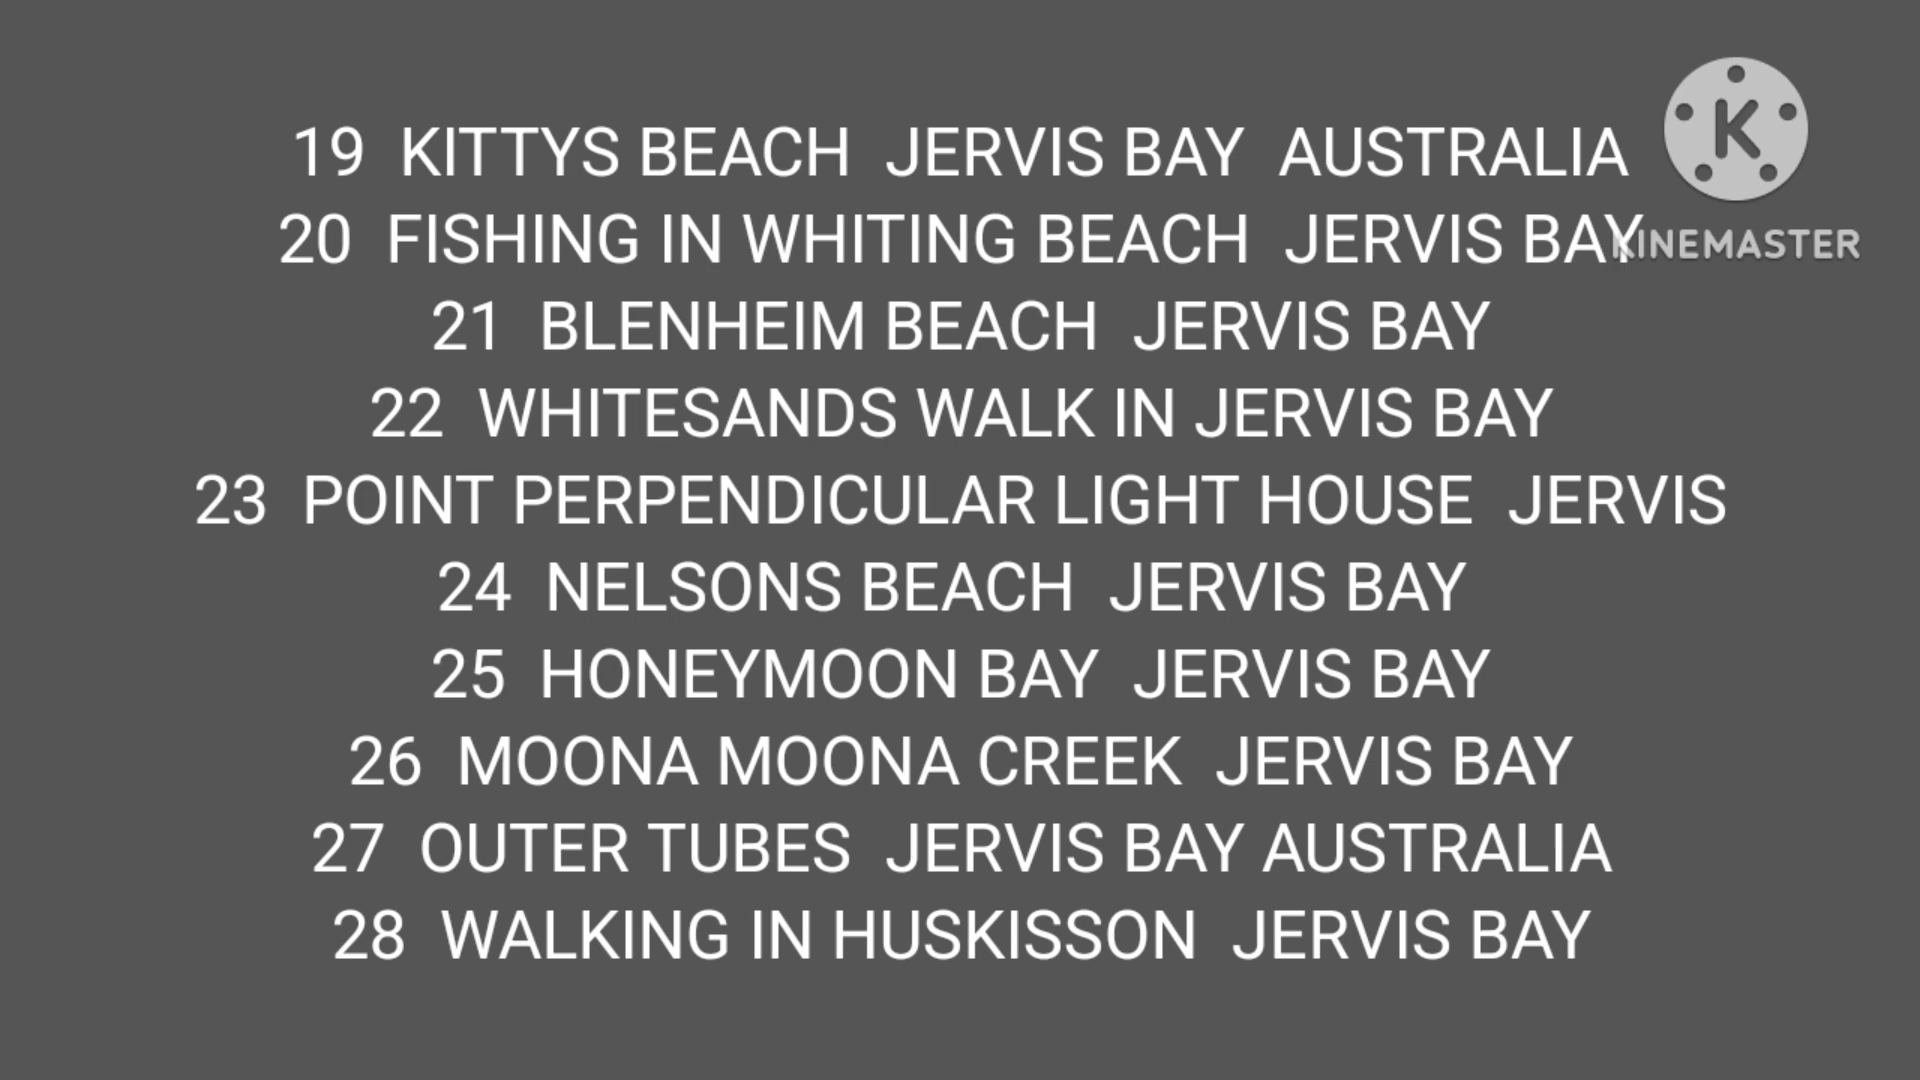 19 KITTYS BEACH JERVIS BAY AUSTRALIA
20 FISHING IN WHITING BEACH JERVIS BAY
21 BLENHEIM BEACH JERVIS BAY
22 WHITESANDS WALK IN JERVIS BAY
23 POINT PERPENDICULAR LIGHT HOUSE JERVIS
24 NELSONS BEACH JERVIS BAY
25 HONEYMOON BAY JERVIS BAY
26 MOONA MOONA CREEK JERVIS BAY
27 OUTER TUBES JERVIS BAY AUSTRALIA
28 WALKING IN HUSKISSON JERVIS BAY
K
KINEMASTER